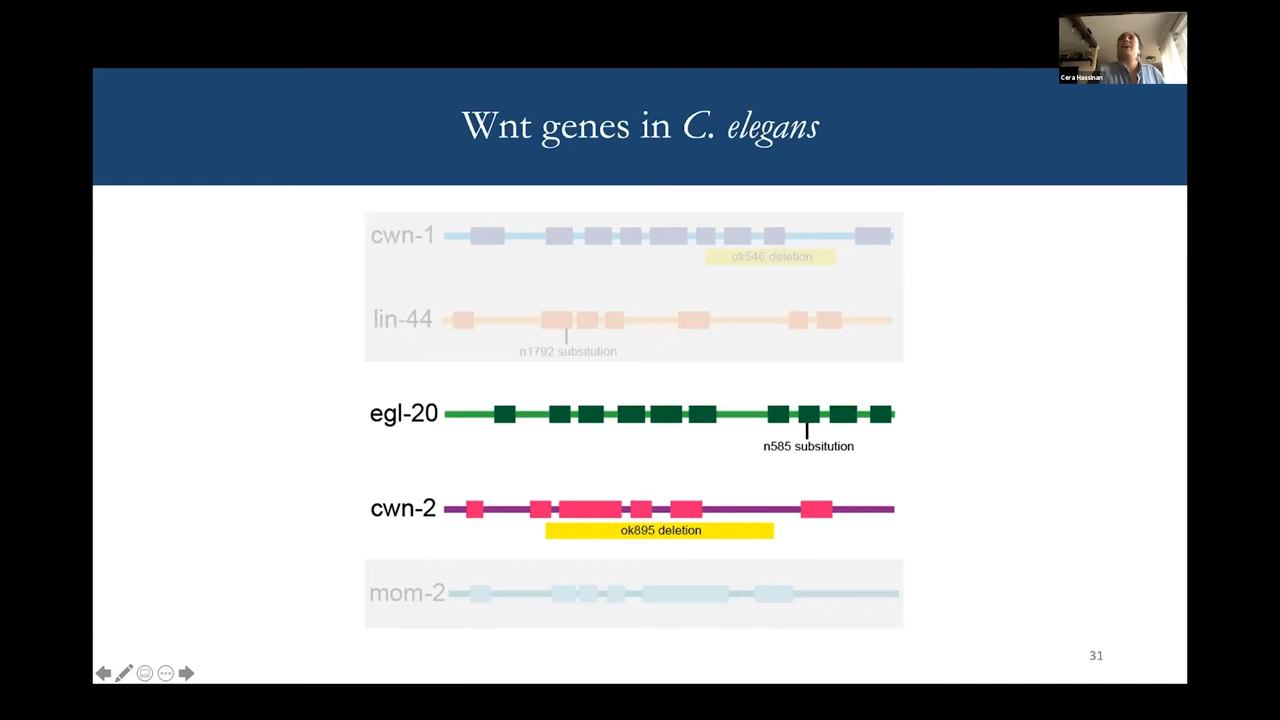 Cera Hassinan
Wnt genes in C. elegans
cwn-1
ok546 deletion
lin-44
n1792 subsitution
egl-20
n585 subsitution
cwn-2
ok895 deletion
mom-2
31